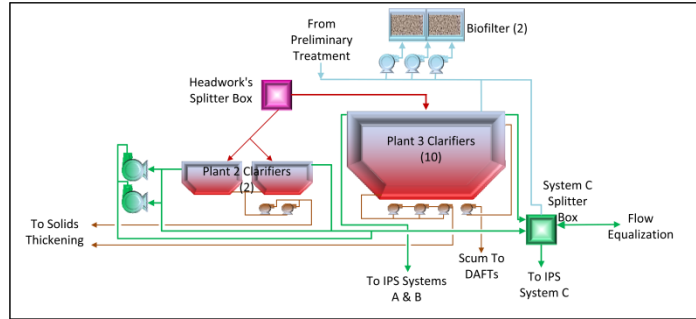 From
Preliminary
Treatment
Biofilter (2)
Headwork's
Splitter Box
Plant 3 Clarifiers
(10)
Plant 2 Clarifiers
(2)
System C
Splitter
Box
To Solids
Thickening
Flow
Equalization
To IPS Systems
A & B
Scum To
DAFTs
To IPS
System C